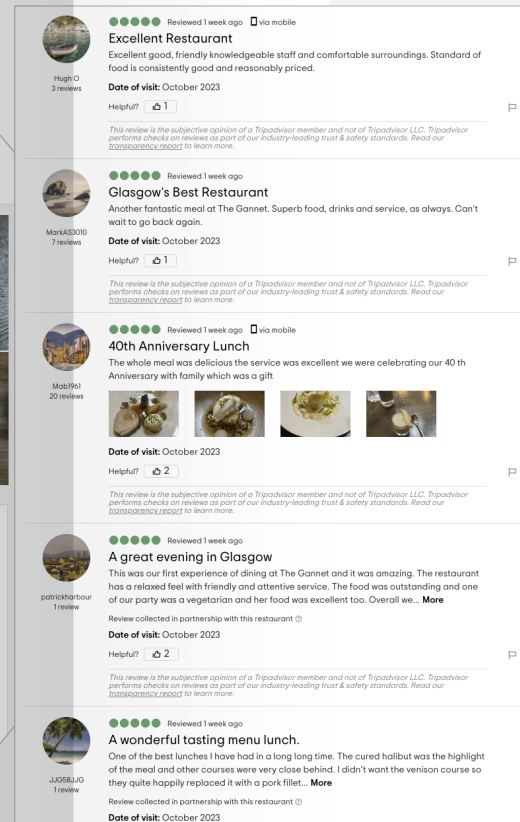 Reviewed 1 week ago via mobile
Excellent Restaurant
Excellent good, friendly knowledgeable staff and comfortable surroundings. Standard of
food is consistently good and reasonably priced.
Hugh O
3 reviews
Date of visit: October 2023
Helpful? 1
This review is the subjective opinion of a Tripadvisor member and not of Tripadvisor LLC. Tripadvisor
performs checks on reviews as part of our industry-leading trust & safety standards. Read our
transparency report to learn more.
Reviewed 1 week ago
Glasgow's Best Restaurant
Another fantastic meal at The Gannet. Superb food, drinks and service, as always. Can't
wait to go back again.
MarkAS3010
7 reviews
Date of visit: October 2023
Helpful? 1
This review is the subjective opinion of a Tripadvisor member and not of Tripadvisor LLC. Tripadvisor
performs checks on reviews as part of our industry-leading trust & safety standards. Read our
transparency report to learn more.
Reviewed 1 week ago via mobile
40th Anniversary Lunch
The whole meal was delicious the service was excellent we were celebrating our 40 th
Anniversary with family which was a gift
Mab1961
20 reviews
Date of visit: October 2023
Helpful? 2
This review is the subjective opinion of a Tripadvisor member and not of Tripadvisor LLC. Tripadvisor
performs checks on reviews as part of our industry-leading trust & safety standards. Read our
transparency report to learn more.
Reviewed 1 week ago
A great evening in Glasgow
This was our first experience of dining at The Gannet and it was amazing. The restaurant
has a relaxed feel with friendly and attentive service. The food was outstanding and one
of our party was a vegetarian and her food was excellent too. Overall we... More
patrickharbour
1 review
Review collected in partnership with this restaurant
Date of visit: October 2023
Helpful? 2
This review is the subjective opinion of a Tripadvisor member and not of Tripadvisor LLC. Tripadvisor
performs checks on reviews as part of our industry-leading trust & safety standards. Read our
transparency report to learn more.
Reviewed 1 week ago
A wonderful tasting menu lunch.
One of the best lunches I have had in a long long time. The cured halibut was the highlight
of the meal and other courses were very close behind. I didn't want the venison course so
they quite happily replaced it with a pork fillet... More
JJG58JJG
1 review
Review collected in partnership with this restaurant
Date of visit: October 2023